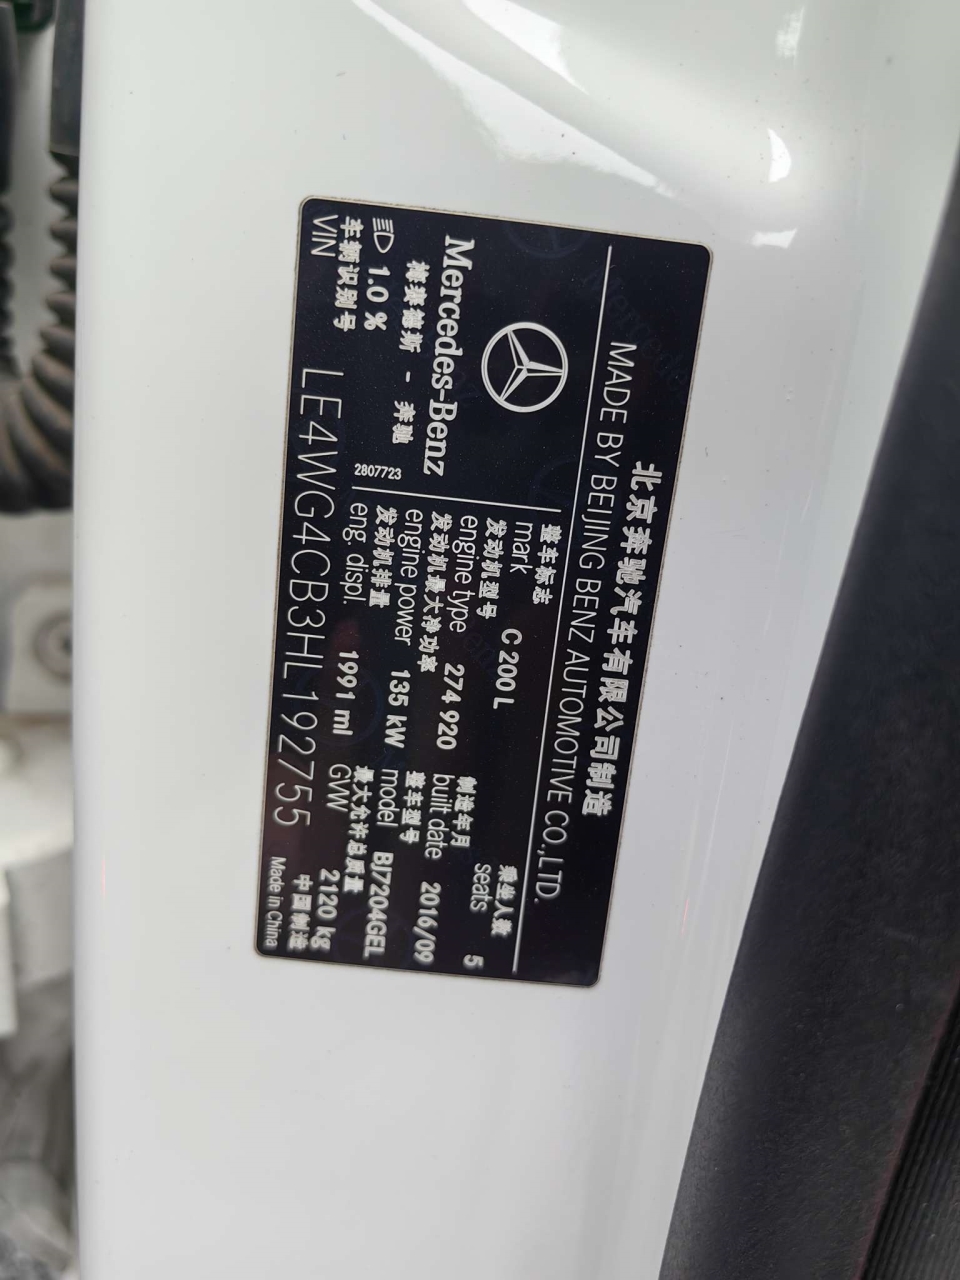 北京奔驰汽车有限公司制造
MADE BY BEIJING BENZ AUTOMOTIVE CO.,LTD.
Mercedes-Benz
梅赛德斯 - 奔驰
1.0 %
2807723
整车标志
mark C 200 L
乘坐人数
seats 5
发动机型号
engine type 274 920
制造年月
built date 2016/09
发动机最大净功率
engine power 135 kW
整车型号
model BJ7204GEL
发动机排量
eng. displ. 1991 ml
最大允许总质量
GVW 2120 kg
车辆识别号
VIN LE4WG4CB3HL192755
中国制造
Made in China